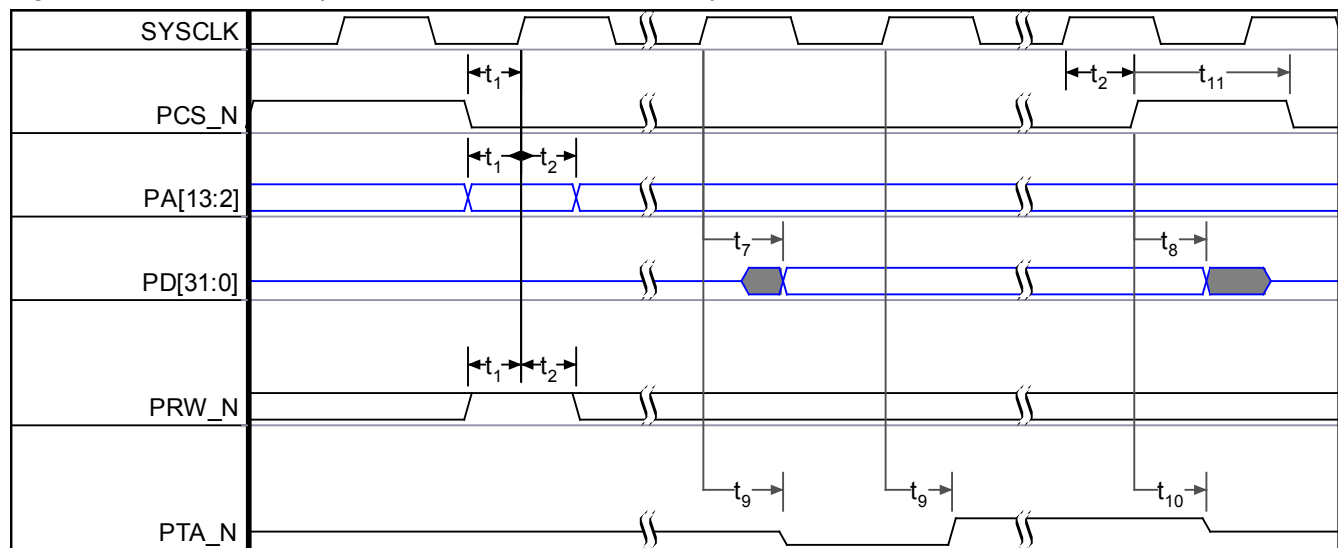 SYSCLK
t1
t2
t11
PCS_N
t1
t2
PA[13:2]
t7
t8
PD[31:0]
t1
t2
PRW_N
t9
t9
t10
PTA_N